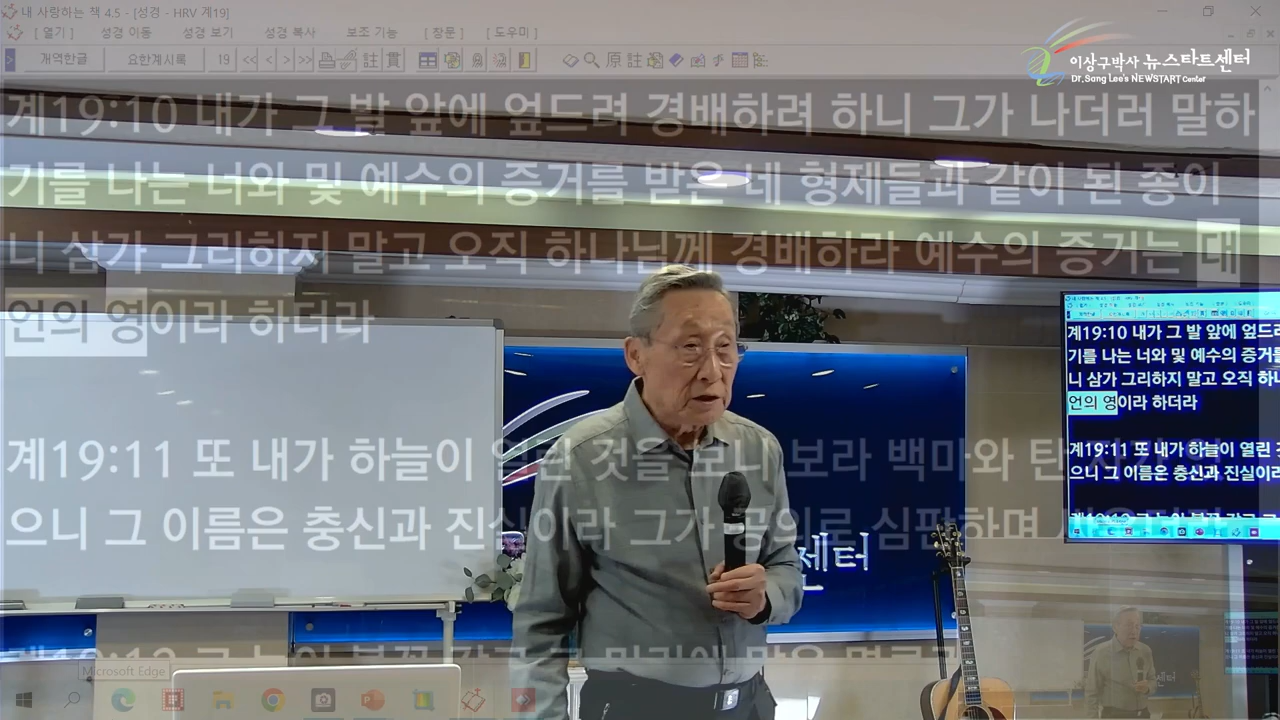 내 사랑하는 책 4.5 - [성경 - HRV 계19]
[ 열기 ] 성경 이동 성경 보기 성경 복사 보조 기능 [ 장문 ] [ 도우미 ]
개역한글 요한계시록 19 << < > >> 註 貫 原 註
이상구박사 뉴스타트센터
Dr.Sang Lee's NEWSTART Center
계19:10 내가 그 발 앞에 엎드려 경배하려 하니 그가 나더러 말하
기를 나는 너와 및 예수의 증거를 받은 네 형제들과 같이 된 종이
니 삼가 그리하지 말고 오직 하나님께 경배하라 예수의 증거는 대
언의 영이라 하더라
계19:11 또 내가 하늘이 열린 것을 보니 보라 백마와 탄 자가
으니 그 이름은 충신과 진실이라 그가 공의로 심판하며
Microsoft Edge
센터
계19:10 내가 그 발 앞에 엎드려
기를 나는 너와 및 예수의 증거를
니 삼가 그리하지 말고 오직 하나
언의 영이라 하더라
계19:11 또 내가 하늘이 열린
으니 그 이름은 충신과 진실이라